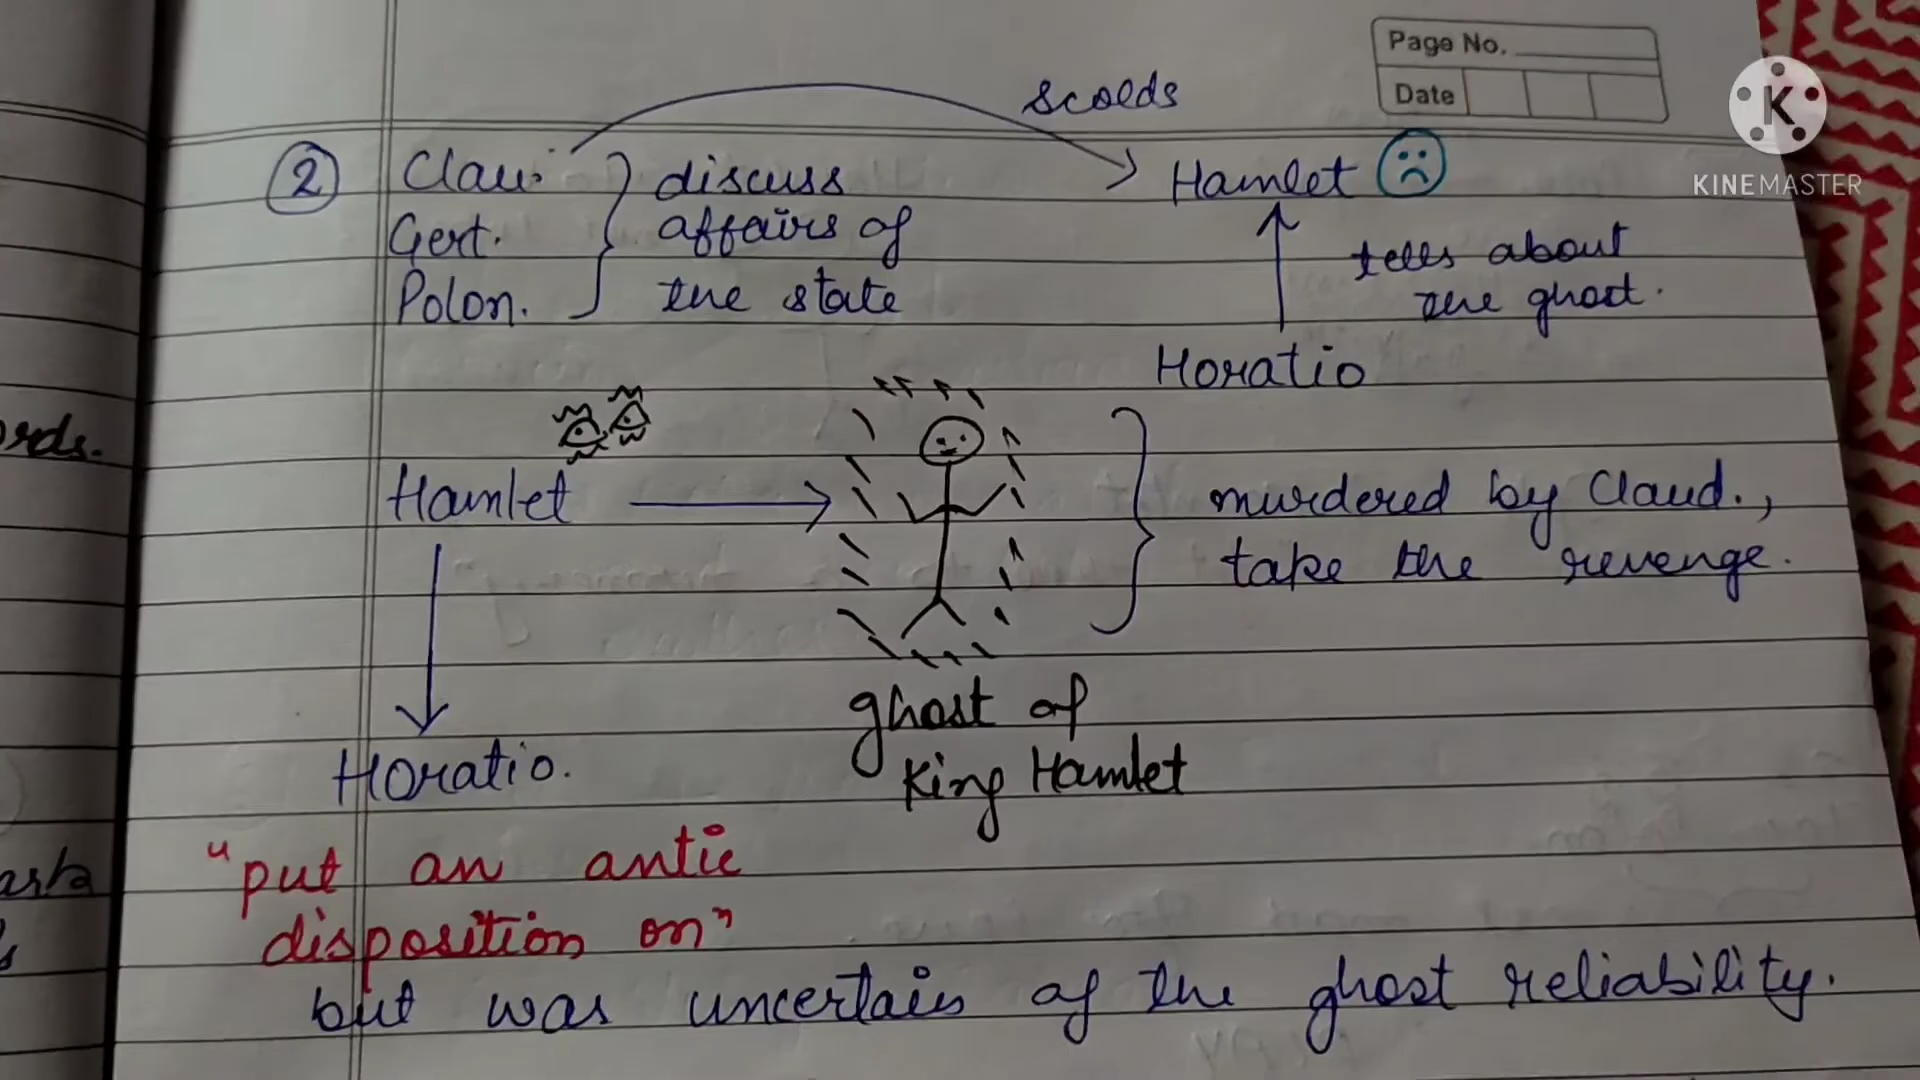 Page No.
Date
K
KINEMASTER
scolds
2 Clau. discuss Hamlet
Gert. affairs of
Polon. the state
tells about
the ghost.
Horatio
Hamlet
murdered by Claud.,
take the revenge.
ghost of
King Hamlet
Horatio.
"put an antic
disposition on"
but was uncertain of the ghost reliability.
ords.